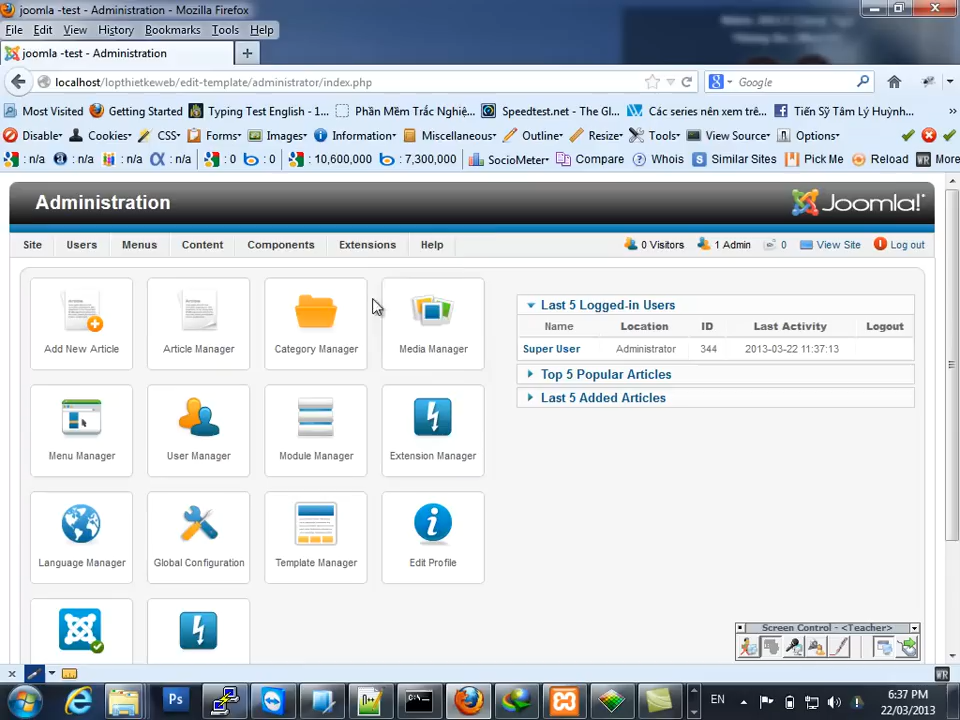 joomla -test - Administration - Mozilla Firefox
File Edit View History Bookmarks Tools Help
joomla -test - Administration
localhost/lopthietkeweb/edit-template/administrator/index.php
Google
Most Visited Getting Started Typing Test English - 1... Phần Mềm Trắc Nghiệ... Speedtest.net - The Gl... Các series nên xem trê... Tiến Sỹ Tâm Lý Huỳnh...
Disable Cookies CSS Forms Images Information Miscellaneous Outline Resize Tools View Source Options
: n/a : n/a : n/a : n/a : 0 : 0 : 10,600,000 : 7,300,000 SocioMeter Compare Whois Similar Sites Pick Me Reload More
Administration
Joomla!
Site Users Menus Content Components Extensions Help 0 Visitors 1 Admin 0 View Site Log out
Add New Article Article Manager Category Manager Media Manager
Menu Manager User Manager Module Manager Extension Manager
Language Manager Global Configuration Template Manager Edit Profile
Last 5 Logged-in Users
Name Location ID Last Activity Logout
Super User Administrator 344 2013-03-22 11:37:13
Top 5 Popular Articles
Last 5 Added Articles
Screen Control - <Teacher>
WR
Ps
EN
6:37 PM
22/03/2013